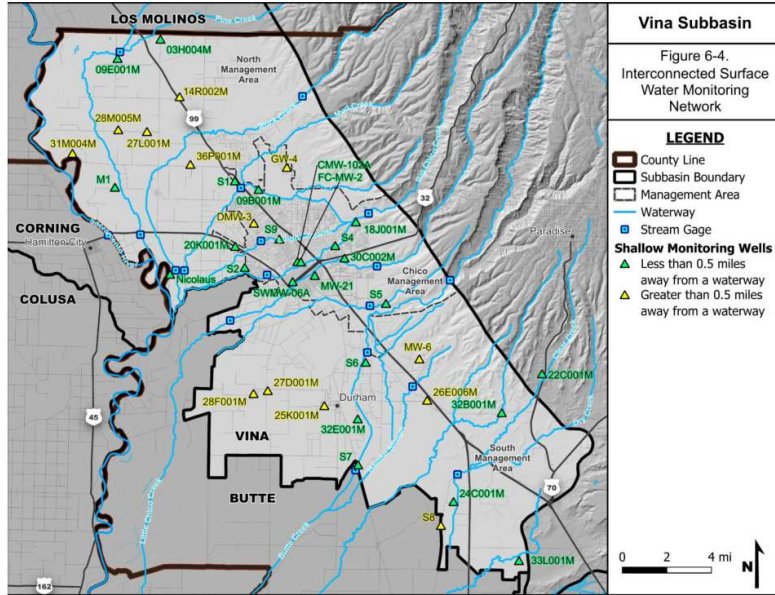 LOS MOLINOS
03H004M
09E001M
North
Management
Area
14R002M
99
28M005M
27L001M
31M004M
36P001M
GW-4
CMW-102A
FC-MW-2
M1
S1
09B001M
32
DMW-3
S9
18J001M
CORNING
Hamilton City
20K001M
S4
Paradise
30C002M
Nicolaus
S2
Chico
Management
Area
SWMW-06A
MW-21
S5
COLUSA
MW-6
S6
22C001M
27D001M
28F001M
25K001M
Durham
26E006M
32B001M
45
32E001M
VINA
South
Management
Area
S7
70
BUTTE
24C001M
S8
33L001M
162
Vina Subbasin
Figure 6-4.
Interconnected Surface
Water Monitoring
Network
LEGEND
County Line
Subbasin Boundary
Management Area
Waterway
Stream Gage
Shallow Monitoring Wells
Less than 0.5 miles
away from a waterway
Greater than 0.5 miles
away from a waterway
0 2 4 mi
N